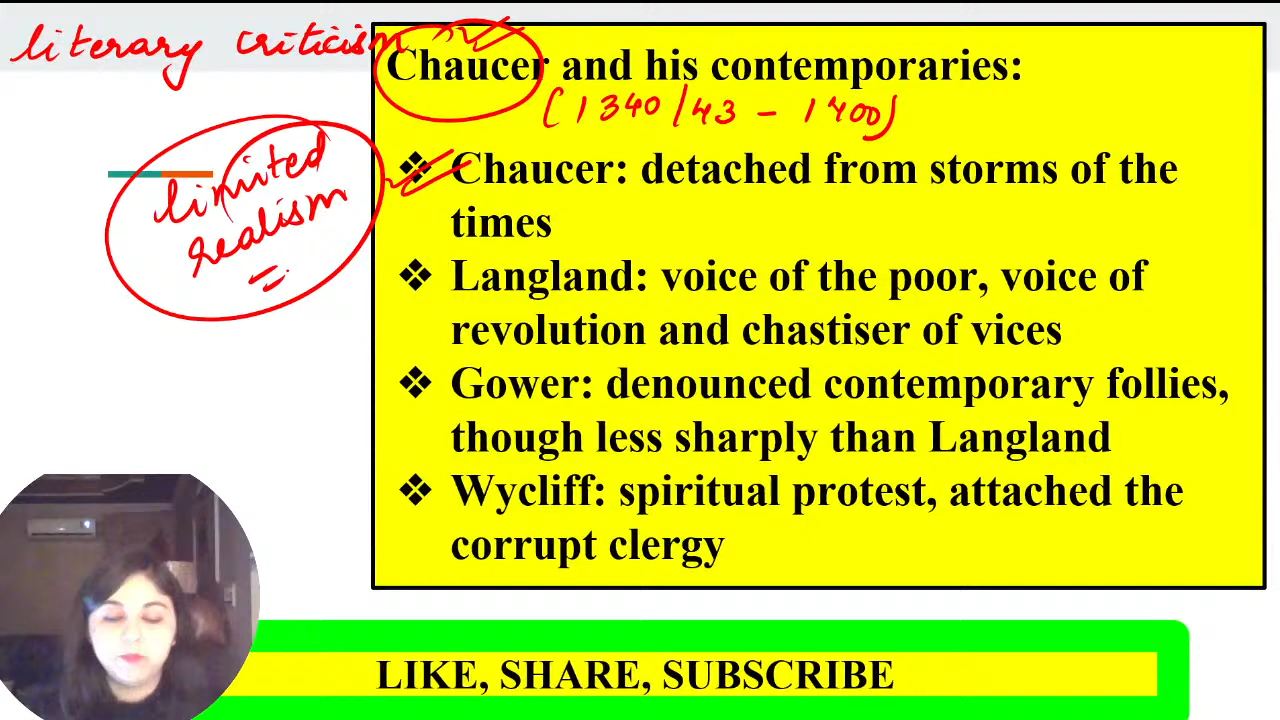 literary criticism
Chaucer and his contemporaries:
(1340/43 – 1400)
limited
realism
❖ Chaucer: detached from storms of the
times
❖ Langland: voice of the poor, voice of
revolution and chastiser of vices
❖ Gower: denounced contemporary follies,
though less sharply than Langland
❖ Wycliff: spiritual protest, attached the
corrupt clergy
LIKE, SHARE, SUBSCRIBE